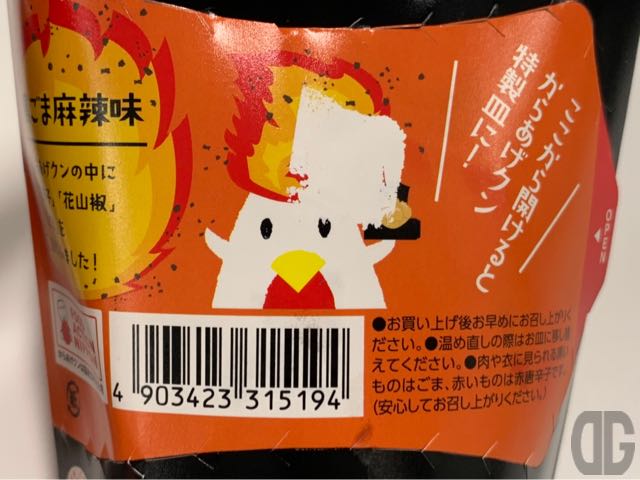 ごま麻辣味
あげクンの中に
「花山椒」
を
ました!
ここから開けると
からあげクン
特製皿に!
OPEN
●お買い上げ後お早めにお召し上がりく
ださい。●温め直しの際はお皿に移し替
えてください。●肉や衣に見られる黒い
ものはごま、赤いものは赤唐辛子です。
(安心してお召し上がりください。)
4 903423 315194
DG